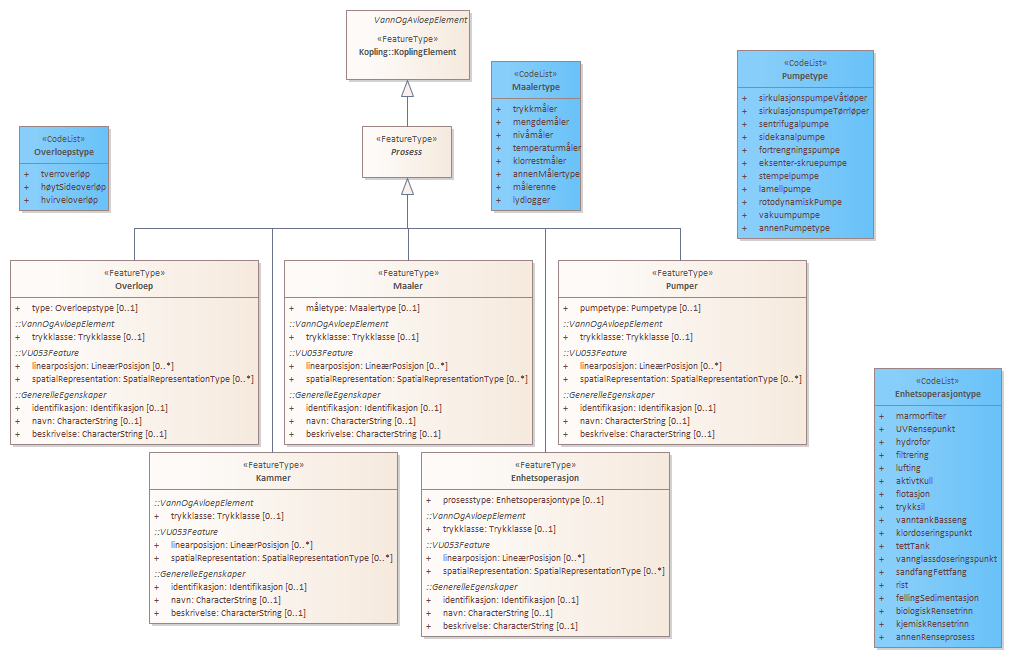 VannOgAvloepElement
«FeatureType»
Kopling::KoplingElement
«FeatureType»
Prosess
«CodeList»
Overloepstype
+ tverroverløp
+ høytSideoverløp
+ hvirveloverløp
«CodeList»
Maalertype
+ trykkmåler
+ mengdemåler
+ nivåmåler
+ temperaturmåler
+ klorrestmåler
+ annenMålertype
+ målerenne
+ lydlogger
«CodeList»
Pumpetype
+ sirkulasjonspumpeVåtløper
+ sirkulasjonspumpeTørrløper
+ sentrifugalpumpe
+ sidekanalpumpe
+ fortrengningspumpe
+ eksenter-skruepumpe
+ stempelpumpe
+ lamellpumpe
+ rotodynamiskPumpe
+ vakuumpumpe
+ annenPumpetype
«FeatureType»
Overloep
+ type: Overloepstype [0..1]
::VannOgAvloepElement
+ trykklasse: Trykklasse [0..1]
::VU053Feature
+ linearposisjon: LineærPosisjon [0..*]
+ spatialRepresentation: SpatialRepresentationType [0..*]
::GenerelleEgenskaper
+ identifikasjon: Identifikasjon [0..1]
+ navn: CharacterString [0..1]
+ beskrivelse: CharacterString [0..1]
«FeatureType»
Maaler
+ måletype: Maalertype [0..1]
::VannOgAvloepElement
+ trykklasse: Trykklasse [0..1]
::VU053Feature
+ linearposisjon: LineærPosisjon [0..*]
+ spatialRepresentation: SpatialRepresentationType [0..*]
::GenerelleEgenskaper
+ identifikasjon: Identifikasjon [0..1]
+ navn: CharacterString [0..1]
+ beskrivelse: CharacterString [0..1]
«FeatureType»
Pumper
+ pumpetype: Pumpetype [0..1]
::VannOgAvloepElement
+ trykklasse: Trykklasse [0..1]
::VU053Feature
+ linearposisjon: LineærPosisjon [0..*]
+ spatialRepresentation: SpatialRepresentationType [0..*]
::GenerelleEgenskaper
+ identifikasjon: Identifikasjon [0..1]
+ navn: CharacterString [0..1]
+ beskrivelse: CharacterString [0..1]
«FeatureType»
Kammer
::VannOgAvloepElement
+ trykklasse: Trykklasse [0..1]
::VU053Feature
+ linearposisjon: LineærPosisjon [0..*]
+ spatialRepresentation: SpatialRepresentationType [0..*]
::GenerelleEgenskaper
+ identifikasjon: Identifikasjon [0..1]
+ navn: CharacterString [0..1]
+ beskrivelse: CharacterString [0..1]
«FeatureType»
Enhetsoperasjon
+ prosesstype: Enhetsoperasjontype [0..1]
::VannOgAvloepElement
+ trykklasse: Trykklasse [0..1]
::VU053Feature
+ linearposisjon: LineærPosisjon [0..*]
+ spatialRepresentation: SpatialRepresentationType [0..*]
::GenerelleEgenskaper
+ identifikasjon: Identifikasjon [0..1]
+ navn: CharacterString [0..1]
+ beskrivelse: CharacterString [0..1]
«CodeList»
Enhetsoperasjontype
+ marmorfilter
+ UVRensepunkt
+ hydrofor
+ filtrering
+ lufting
+ aktivtKull
+ flotasjon
+ trykksil
+ vanntankBasseng
+ klordoseringspunkt
+ tettTank
+ vannglassdoseringspunkt
+ sandfangFettfang
+ rist
+ fellingSedimentasjon
+ biologiskRensetrinn
+ kjemiskRensetrinn
+ annenRenseprosess